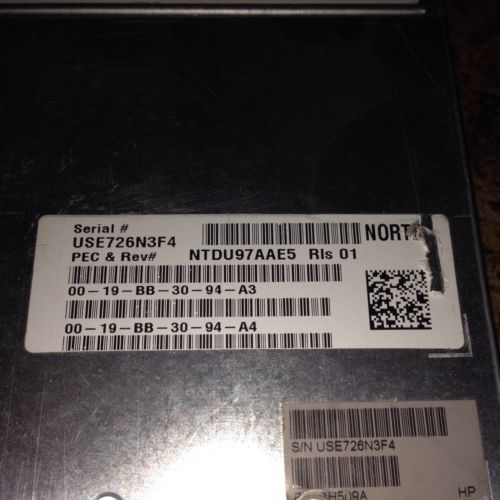 Serial #
USE726N3F4
NORT
PEC & Rev# NTDU97AAE5 Rls 01
00-19-BB-30-94-A3
00-19-BB-30-94-A4
S/N USE726N3F4
HP